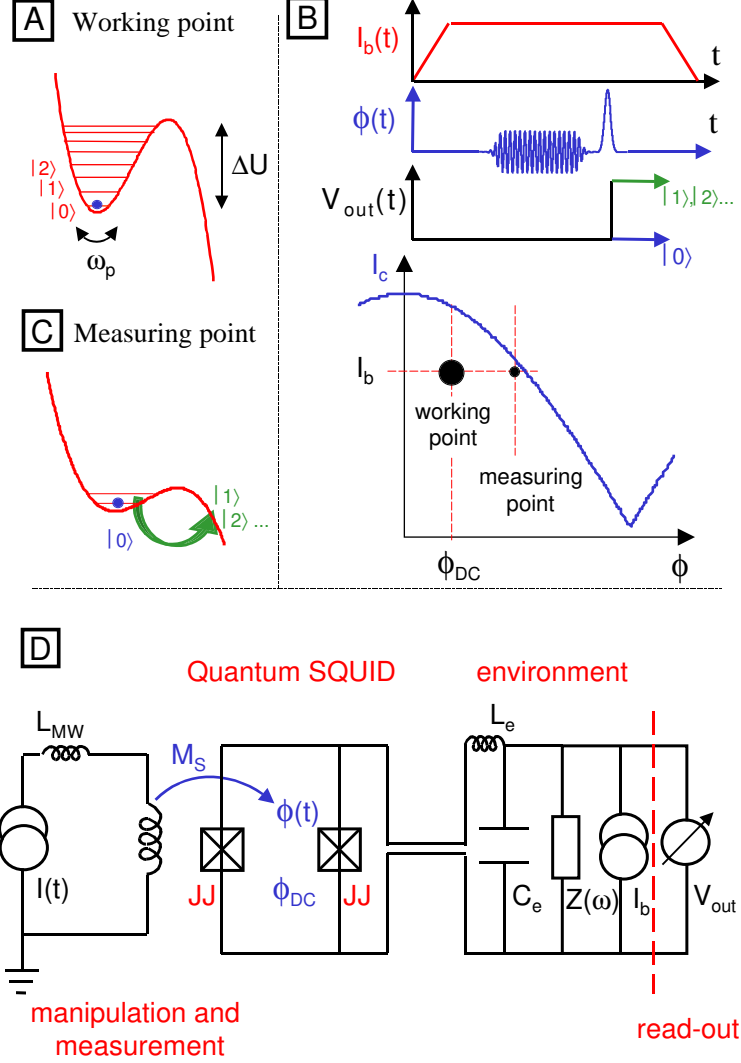 A Working point
|2⟩
|1⟩
|0⟩
ΔU
ω_p
B
I_b(t)
t
ϕ(t)
t
V_out(t)
|1⟩,|2⟩...
|0⟩
C Measuring point
|0⟩
|1⟩
|2⟩...
I_c
I_b
working
point
measuring
point
ϕ_DC
ϕ
D
Quantum SQUID
environment
L_MW
M_S
L_e
ϕ(t)
I(t)
JJ
ϕ_DC
JJ
C_e
Z(ω)
I_b
V_out
manipulation and
measurement
read-out